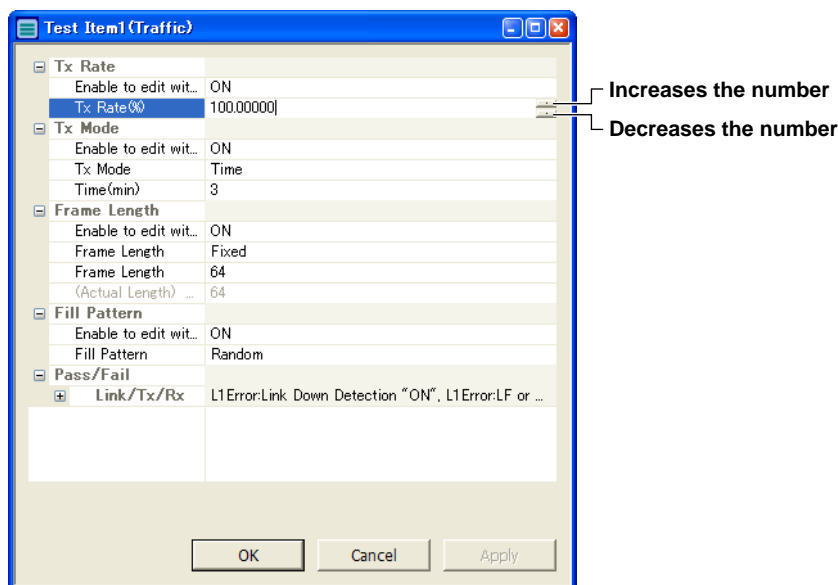 Test Item1(Traffic)
Tx Rate
Enable to edit wit... ON
Tx Rate(%) 100.00000
Increases the number
Decreases the number
Tx Mode
Enable to edit wit... ON
Tx Mode Time
Time(min) 3
Frame Length
Enable to edit wit... ON
Frame Length Fixed
Frame Length 64
(Actual Length) ... 64
Fill Pattern
Enable to edit wit... ON
Fill Pattern Random
Pass/Fail
Link/Tx/Rx L1Error:Link Down Detection "ON", L1Error:LF or ...
OK Cancel Apply